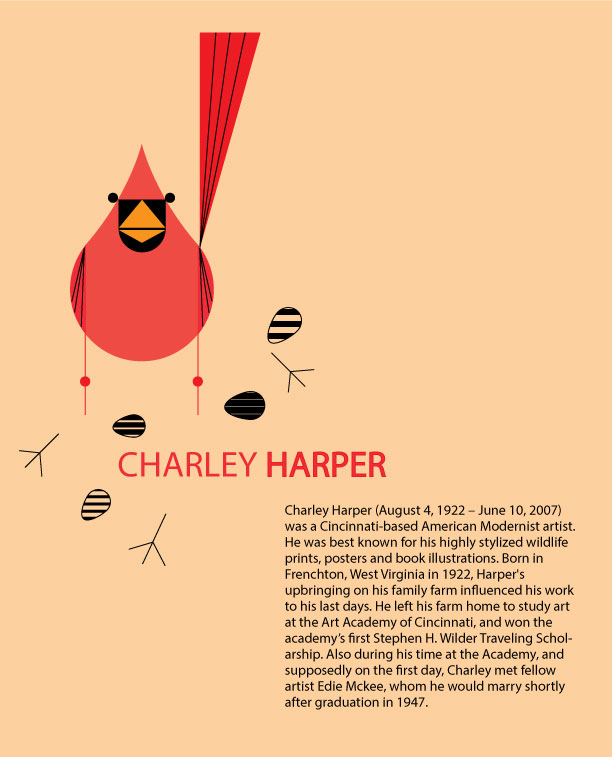 CHARLEY HARPER
Charley Harper (August 4, 1922 – June 10, 2007)
was a Cincinnati-based American Modernist artist.
He was best known for his highly stylized wildlife
prints, posters and book illustrations. Born in
Frenchton, West Virginia in 1922, Harper's
upbringing on his family farm influenced his work
to his last days. He left his farm home to study art
at the Art Academy of Cincinnati, and won the
academy’s first Stephen H. Wilder Traveling Schol-
arship. Also during his time at the Academy, and
supposedly on the first day, Charley met fellow
artist Edie Mckee, whom he would marry shortly
after graduation in 1947.